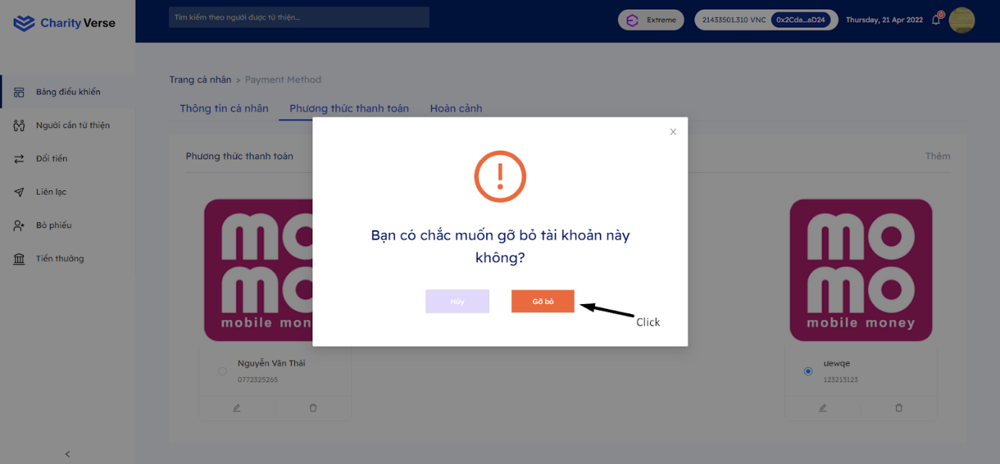 Charity Verse
Tìm kiếm theo người được từ thiện...
Extreme
21433501.310 VNC
0x2Cda...aD24
Thursday, 21 Apr 2022
0
Bảng điều khiển
Người cần từ thiện
Đổi tiền
Liên lạc
Bỏ phiếu
Tiền thưởng
Trang cá nhân > Payment Method
Thông tin cá nhân
Phương thức thanh toán
Hoàn cảnh
Phương thức thanh toán
Thêm
Bạn có chắc muốn gỡ bỏ tài khoản này
không?
Hủy
Gỡ bỏ
Click
mo
mo
mobile mon
Nguyễn Văn Thái
0772325265
mo
mo
mobile money
uewqe
123213123